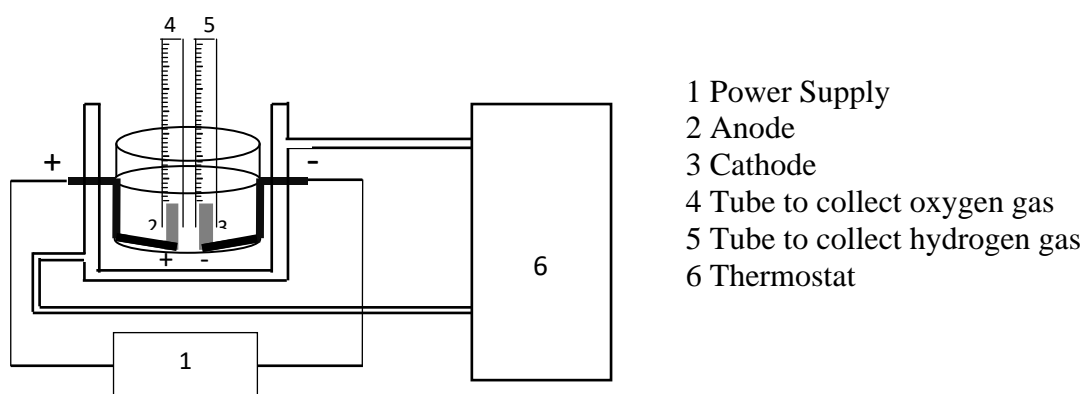 4 5
+ -
2 3
+ -
6
1
1 Power Supply
2 Anode
3 Cathode
4 Tube to collect oxygen gas
5 Tube to collect hydrogen gas
6 Thermostat